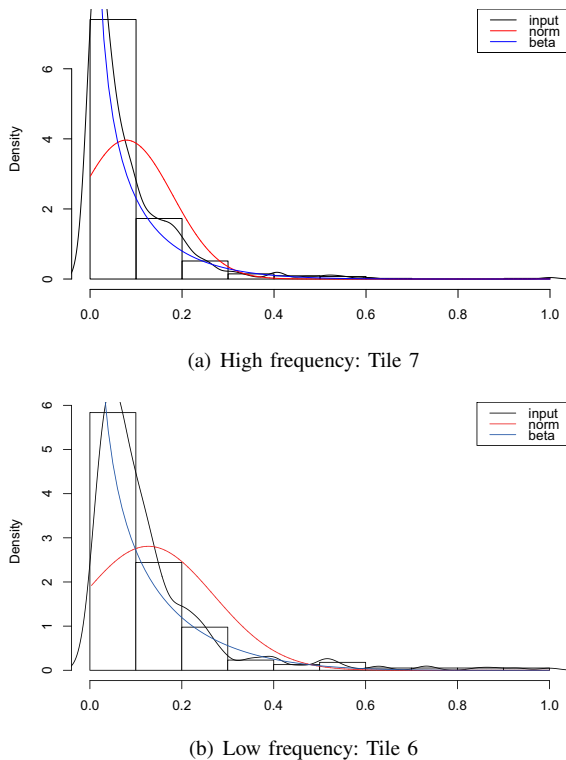 input
norm
beta
6
4
2
0
Density
0.0 0.2 0.4 0.6 0.8 1.0
(a) High frequency: Tile 7
input
norm
beta
6
5
4
3
2
1
0
Density
0.0 0.2 0.4 0.6 0.8 1.0
(b) Low frequency: Tile 6